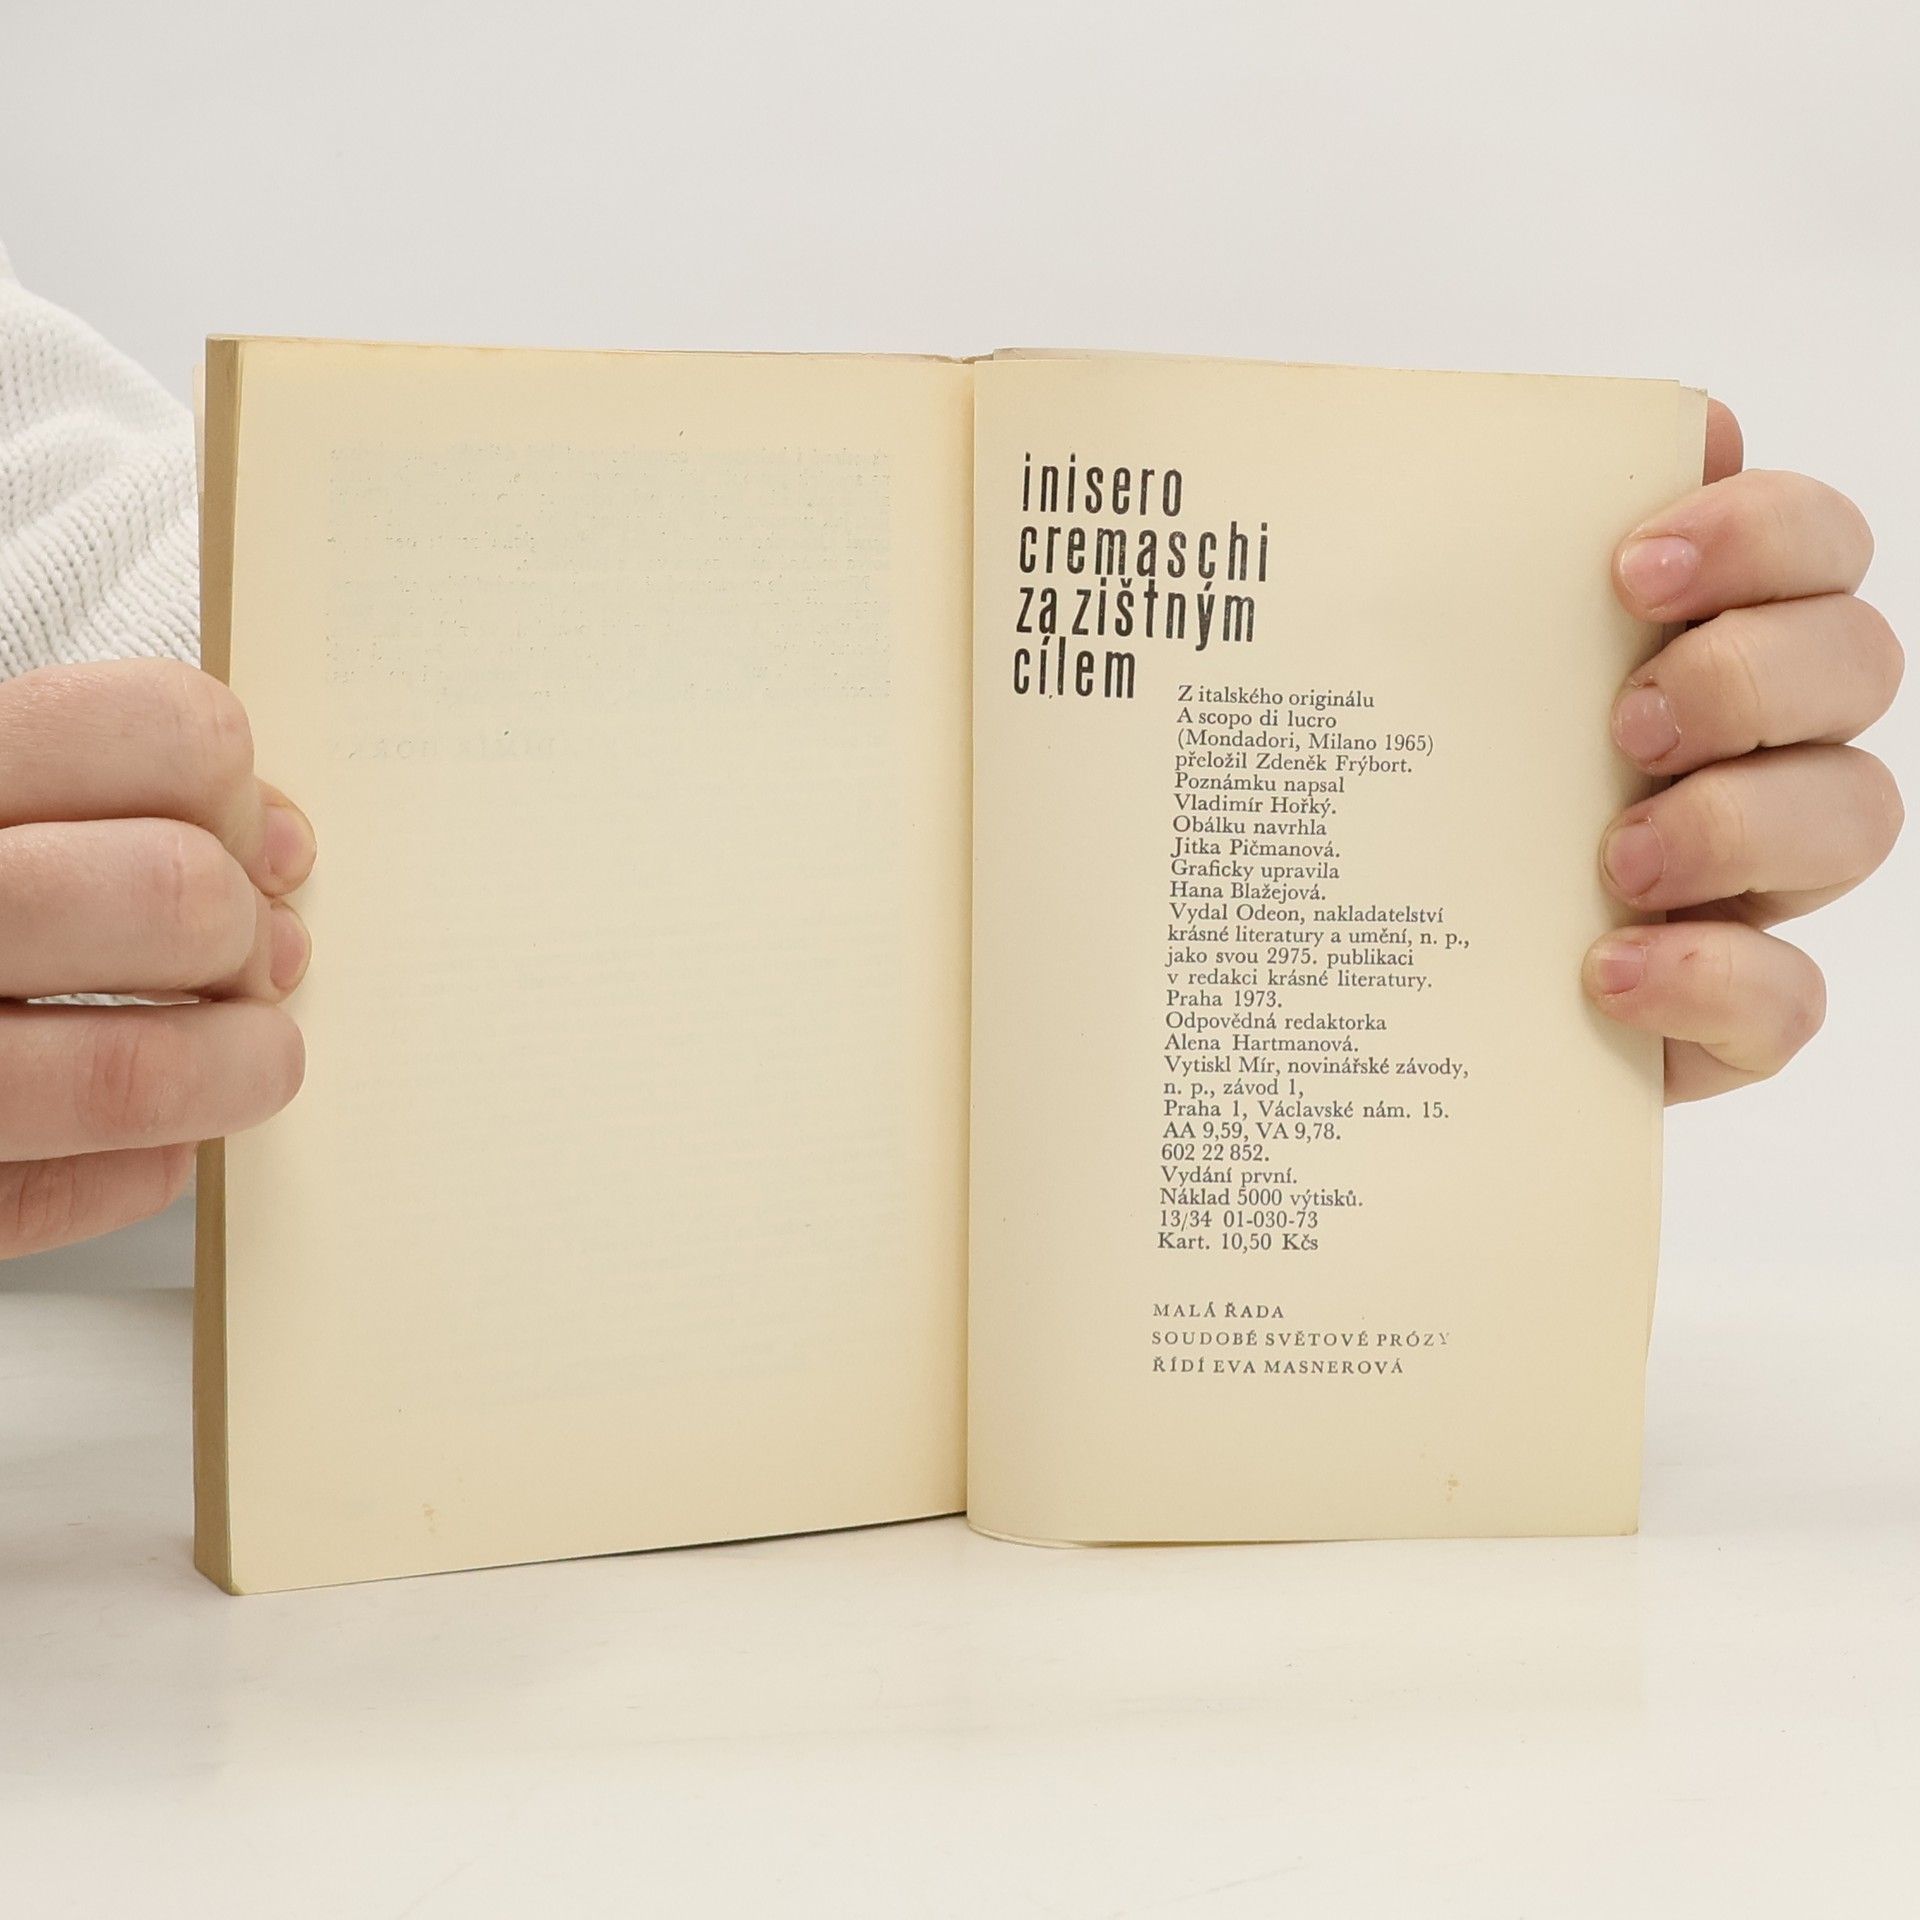 inisero
cremaschi
za zištným
cílem
Z italského originálu
A scopo di lucro
(Mondadori, Milano 1965)
přeložil Zdeněk Frýbort.
Poznámku napsal
Vladimír Hořký.
Obálku navrhla
Jitka Pičmanová.
Graficky upravila
Hana Blažejová.
Vydal Odeon, nakladatelství
krásné literatury a umění, n. p.,
jako svou 2975. publikaci
v redakci krásné literatury.
Praha 1973.
Odpovědná redaktorka
Alena Hartmanová.
Vytiskl Mír, novinářské závody,
n. p., závod 1,
Praha 1, Václavské nám. 15.
AA 9,59, VA 9,78.
602 22 852.
Vydání první.
Náklad 5000 výtisků.
13/34 01-030-73
Kart. 10,50 Kčs
MALÁ ŘADA
SOUDOBÉ SVĚTOVÉ PRÓZY
ŘÍDÍ EVA MASNEROVÁ